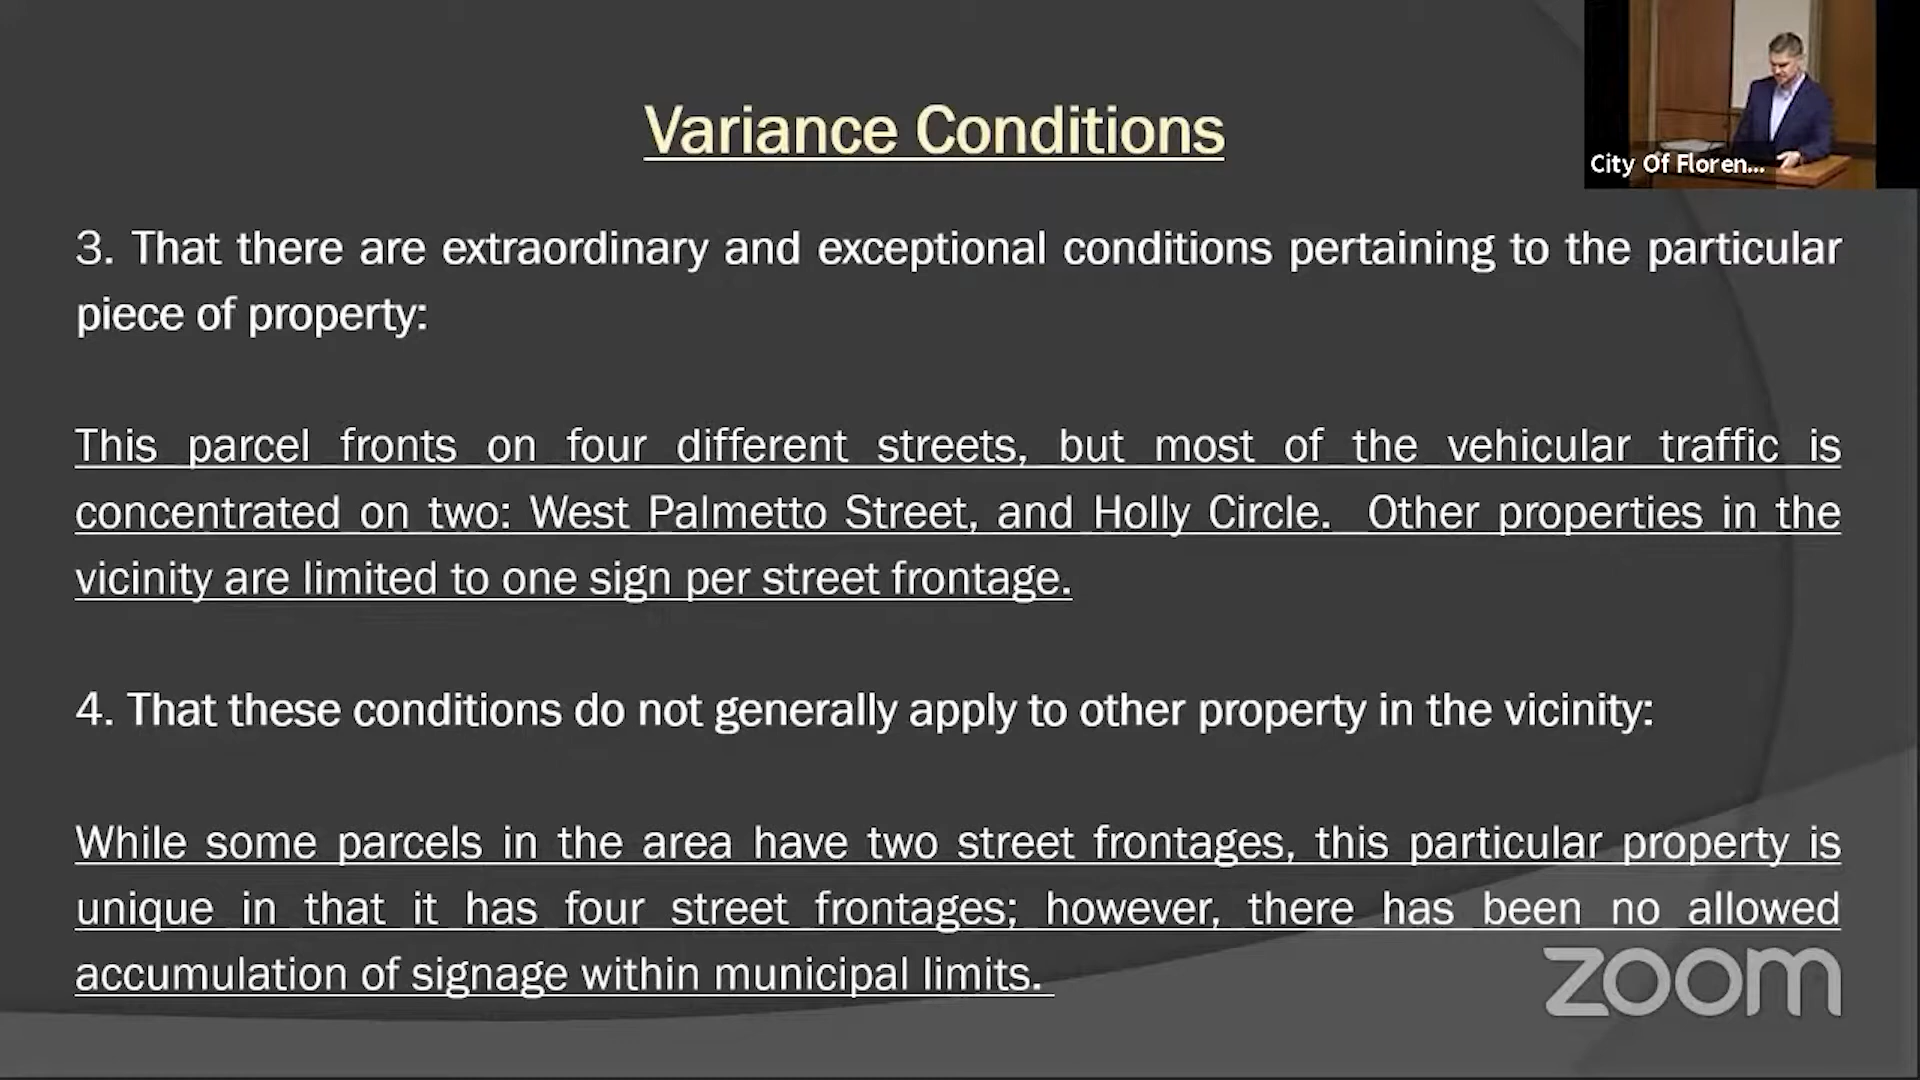 City Of Floren...
Variance Conditions
3. That there are extraordinary and exceptional conditions pertaining to the particular
piece of property:
This parcel fronts on four different streets, but most of the vehicular traffic is
concentrated on two: West Palmetto Street, and Holly Circle. Other properties in the
vicinity are limited to one sign per street frontage.
4. That these conditions do not generally apply to other property in the vicinity:
While some parcels in the area have two street frontages, this particular property is
unique in that it has four street frontages; however, there has been no allowed
accumulation of signage within municipal limits.
zoom